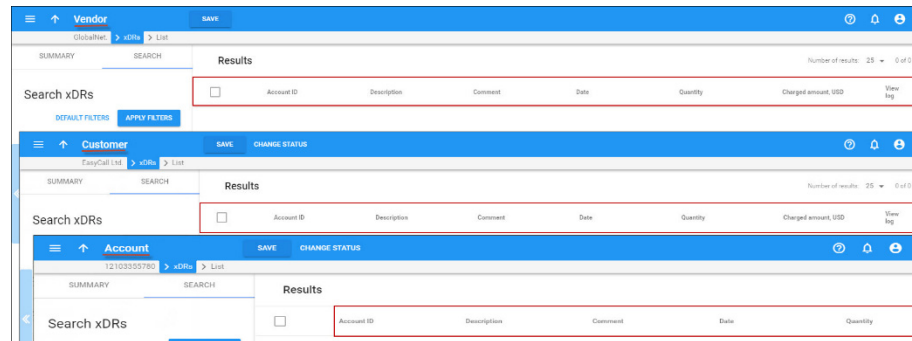 Vendor SAVE
GlobalNet. > xDRs > List
SUMMARY SEARCH Results Number of results: 25 0 of 0
Search xDRs Account ID Description Comment Date Quantity Charged amount, USD View log
DEFAULT FILTERS APPLY FILTERS
Customer SAVE CHANGE STATUS
EasyCall Ltd. > xDRs > List
SUMMARY SEARCH Results Number of results: 25 0 of 0
Search xDRs Account ID Description Comment Date Quantity Charged amount, USD View log
Account SAVE CHANGE STATUS
12103355780 > xDRs > List
SUMMARY SEARCH Results
Search xDRs Account ID Description Comment Date Quantity